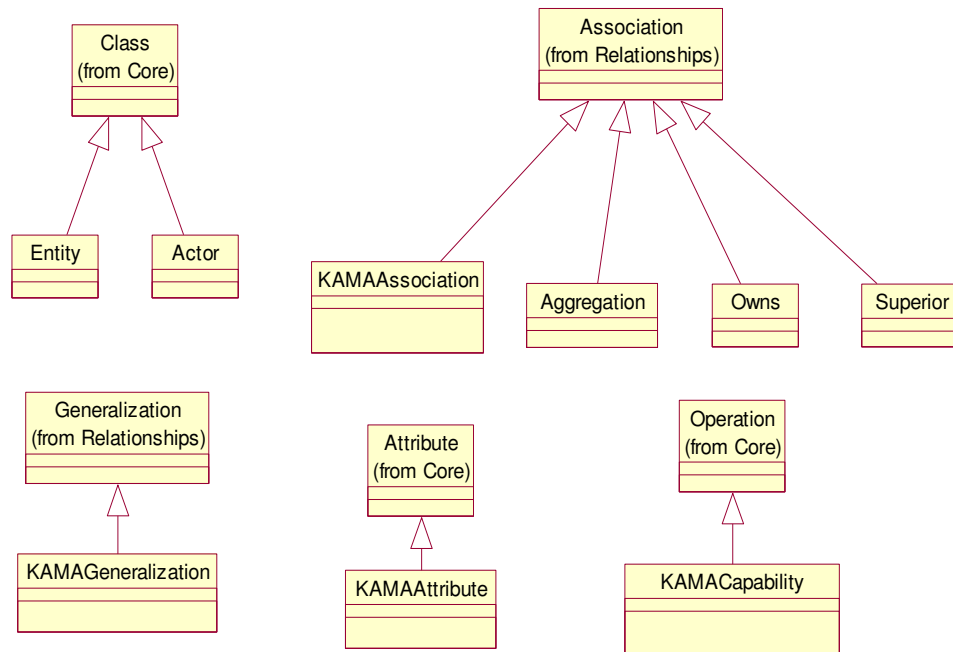 Class
(from Core)
Association
(from Relationships)
Entity
Actor
KAMAAssociation
Aggregation
Owns
Superior
Generalization
(from Relationships)
Attribute
(from Core)
Operation
(from Core)
KAMAGeneralization
KAMAAttribute
KAMACapability